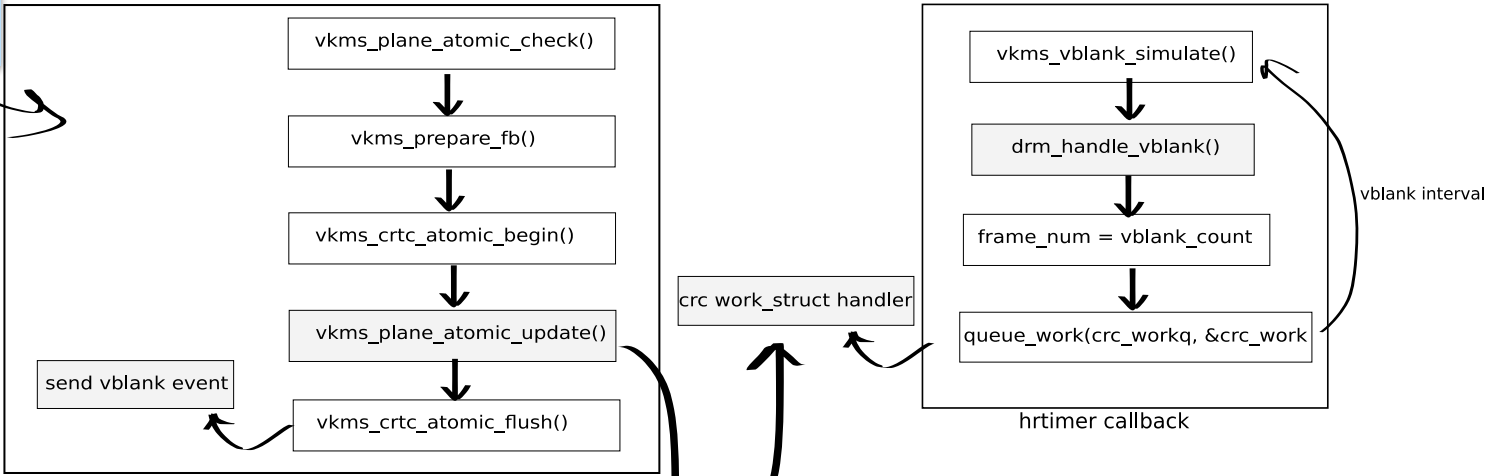 vkms_plane_atomic_check()
vkms_prepare_fb()
vkms_crtc_atomic_begin()
vkms_plane_atomic_update()
send vblank event
vkms_crtc_atomic_flush()
crc work_struct handler
vkms_vblank_simulate()
drm_handle_vblank()
frame_num = vblank_count
queue_work(crc_workq, &crc_work
vblank interval
hrtimer callback